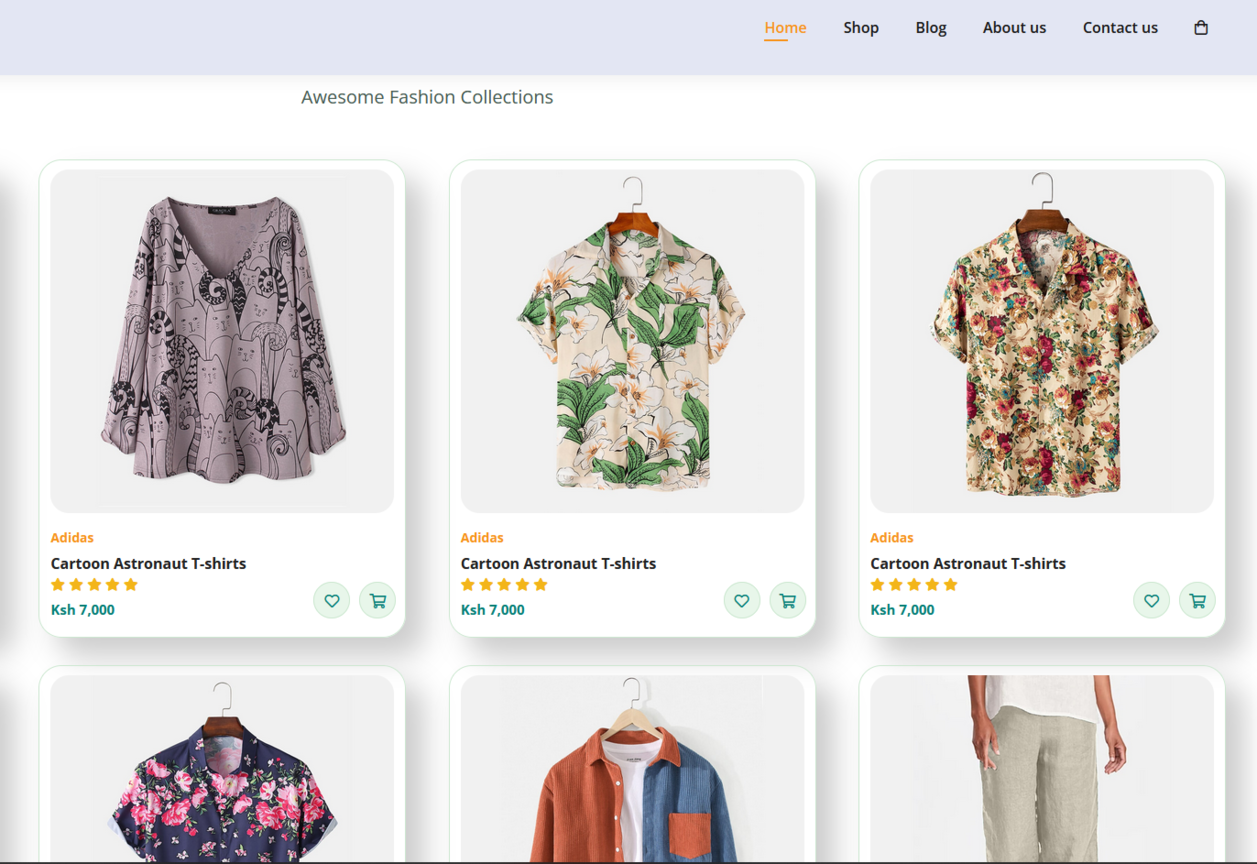 Home Shop Blog About us Contact us
Awesome Fashion Collections
Adidas
Cartoon Astronaut T-shirts
Ksh 7,000
Adidas
Cartoon Astronaut T-shirts
Ksh 7,000
Adidas
Cartoon Astronaut T-shirts
Ksh 7,000